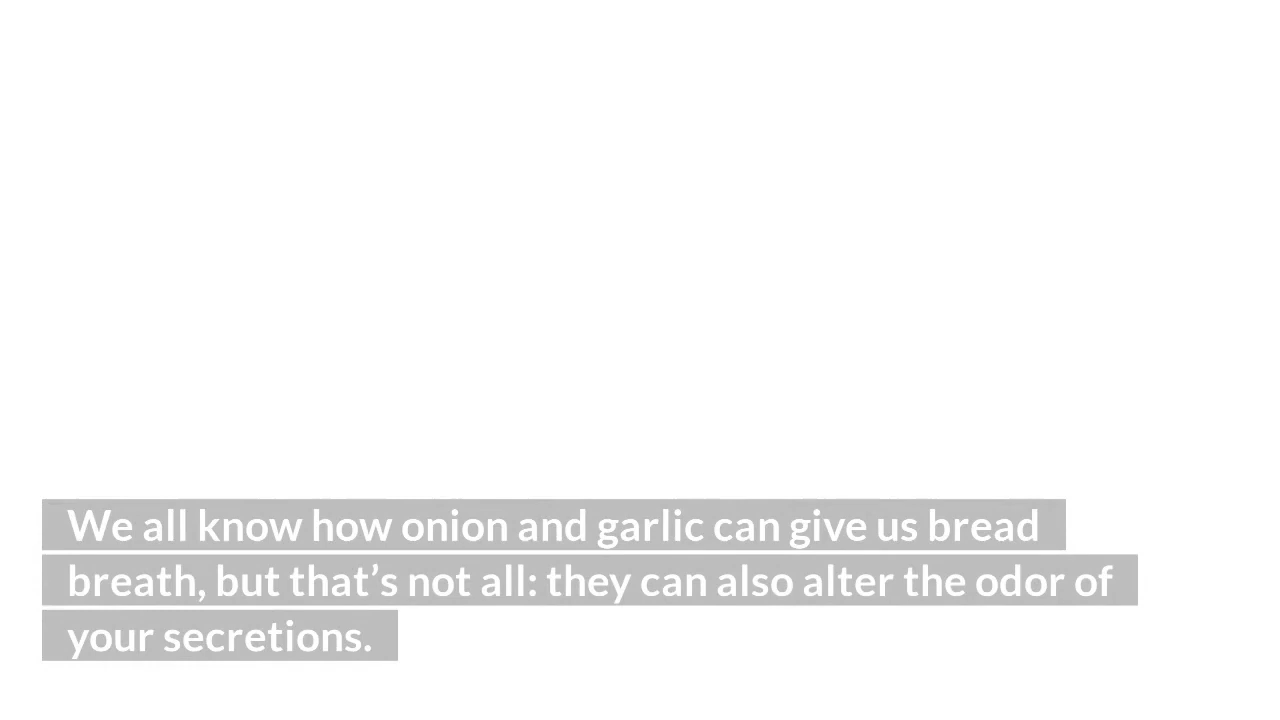 We all know how onion and garlic can give us bread
breath, but that’s not all: they can also alter the odor of
your secretions.